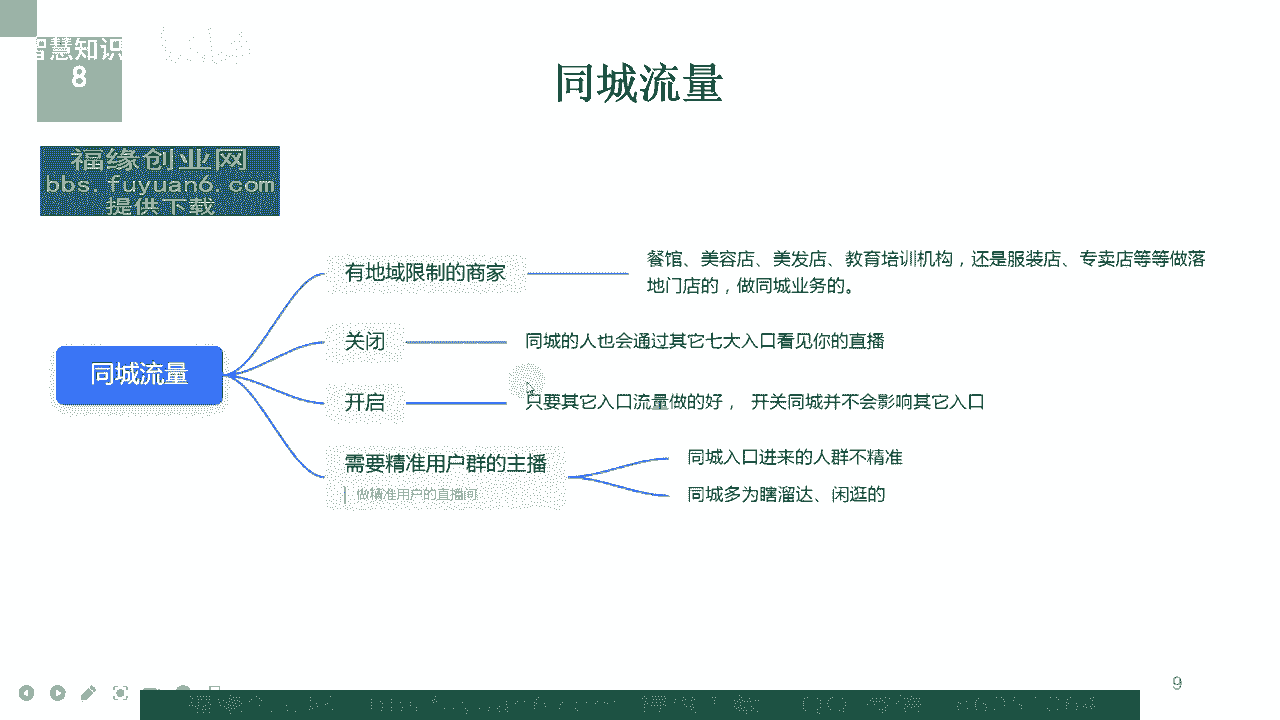 智慧知识
8
同城流量
福缘创业网
bbs.fuyuan6.com
提供下载
有地域限制的商家
餐馆、美容店、美发店、教育培训机构，还是服装店、专卖店等等做落
地门店的，做同城业务的。
关闭
同城的人也会通过其它七大入口看见你的直播
同城流量
开启
只要其它入口流量做的好， 开关同城并不会影响其它入口
需要精准用户群的主播
做精准用户的直播间
同城入口进来的人群不精准
同城多为瞎溜达、闲逛的
9